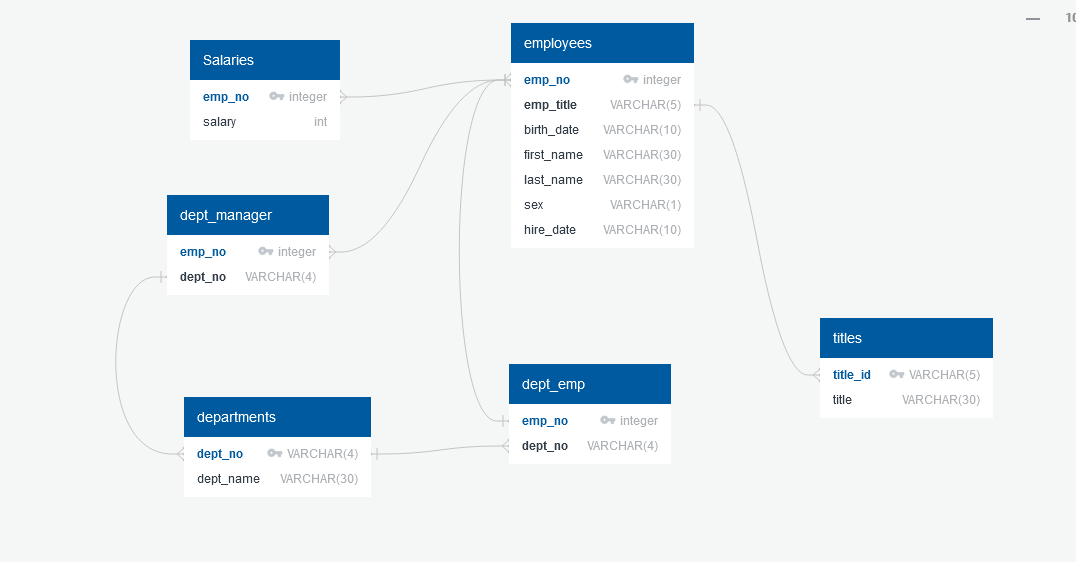 10
employees
emp_no integer
emp_title VARCHAR(5)
birth_date VARCHAR(10)
first_name VARCHAR(30)
last_name VARCHAR(30)
sex VARCHAR(1)
hire_date VARCHAR(10)
Salaries
emp_no integer
salary int
dept_manager
emp_no integer
dept_no VARCHAR(4)
titles
title_id VARCHAR(5)
title VARCHAR(30)
dept_emp
emp_no integer
dept_no VARCHAR(4)
departments
dept_no VARCHAR(4)
dept_name VARCHAR(30)